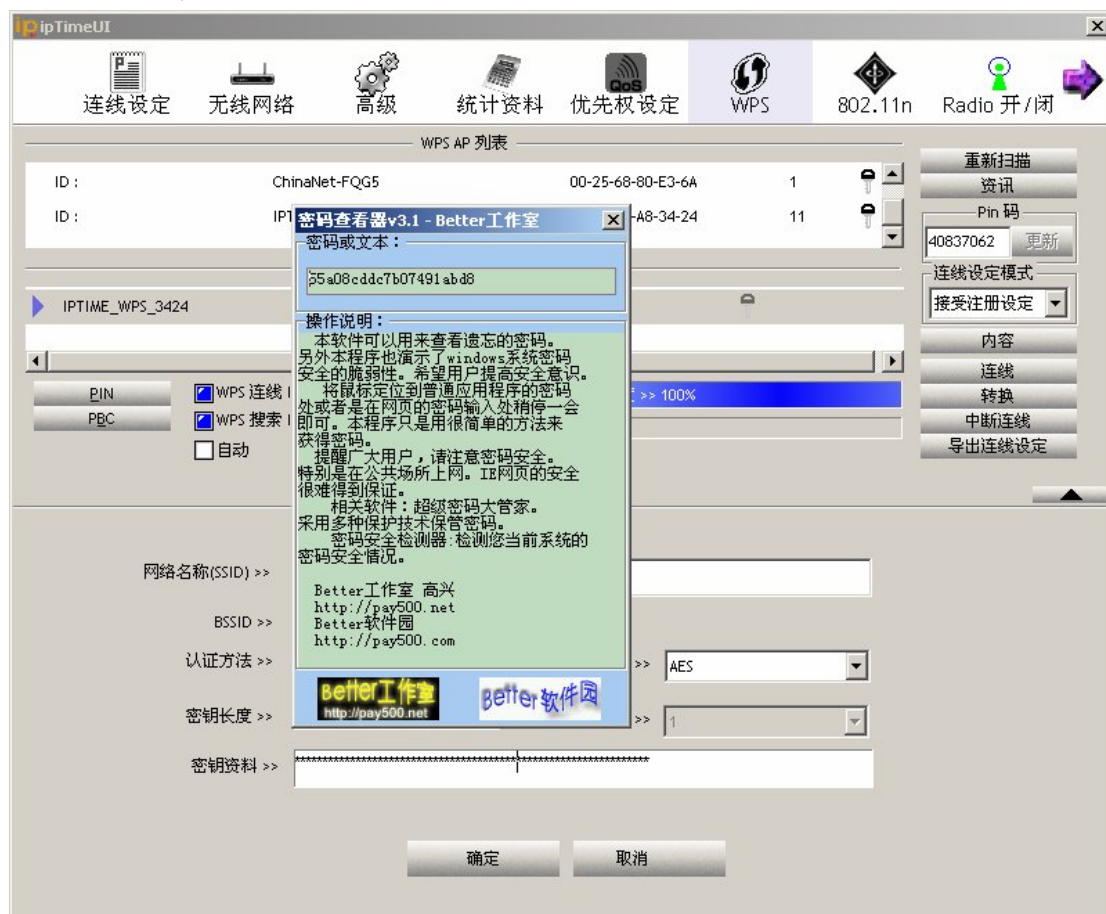 ipTimeUI
连线设定 无线网络 高级 统计资料 优先权设定 WPS 802.11n Radio 开/闭
QoS
WPS AP 列表
ID : ChinaNet-FQG5 00-25-68-80-E3-6A 1
ID : IPT -A8-34-24 11
IPTIME_WPS_3424
PIN
PBC
WPS 连线
WPS 搜索
自动
>> 100%
重新扫描
资讯
Pin 码
40837062 更新
连线设定模式
接受注册设定
内容
连线
转换
中断连线
导出连线设定
密码查看器v3.1 - Better工作室
密码或文本：
55a08cddc7b07491abd8
操作说明：
本软件可以用来查看遗忘的密码。
另外本程序也演示了windows系统密码
安全的脆弱性。希望用户提高安全意识。
将鼠标定位到普通应用程序的密码
处或者是在网页的密码输入处稍停一会
即可。本程序只是用很简单的方法来
获得密码。
提醒广大用户，请注意密码安全。
特别是在公共场所上网。IE网页的安全
很难得到保证。
相关软件：超级密码大管家。
采用多种保护技术保管密码。
密码安全检测器:检测您当前系统的
密码安全情况。
Better工作室 高兴
http://pay500.net
Better软件园
http://pay500.com
Better工作室
http://pay500.net
Better软件园
网络名称(SSID) >>
BSSID >>
认证方法 >> >> AES
密钥长度 >> >> 1
密钥资料 >>
确定 取消